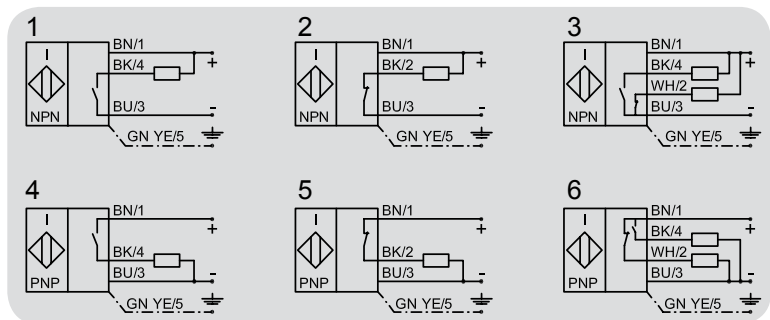 1
BN/1
+
BK/4
BU/3
-
I
NPN
GN YE/5
2
BN/1
+
BK/2
BU/3
-
I
NPN
GN YE/5
3
BN/1
+
BK/4
WH/2
BU/3
-
I
NPN
GN YE/5
4
BN/1
+
BK/4
BU/3
-
I
PNP
GN YE/5
5
BN/1
+
BK/2
BU/3
-
I
PNP
GN YE/5
6
BN/1
+
BK/4
WH/2
BU/3
-
I
PNP
GN YE/5